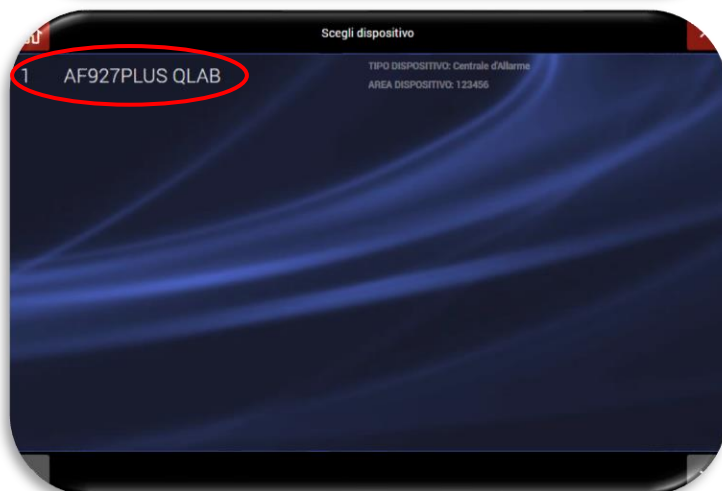 Scegli dispositivo
1 AF927PLUS QLAB
TIPO DISPOSITIVO: Centrale d'Allarme
AREA DISPOSITIVO: 123456